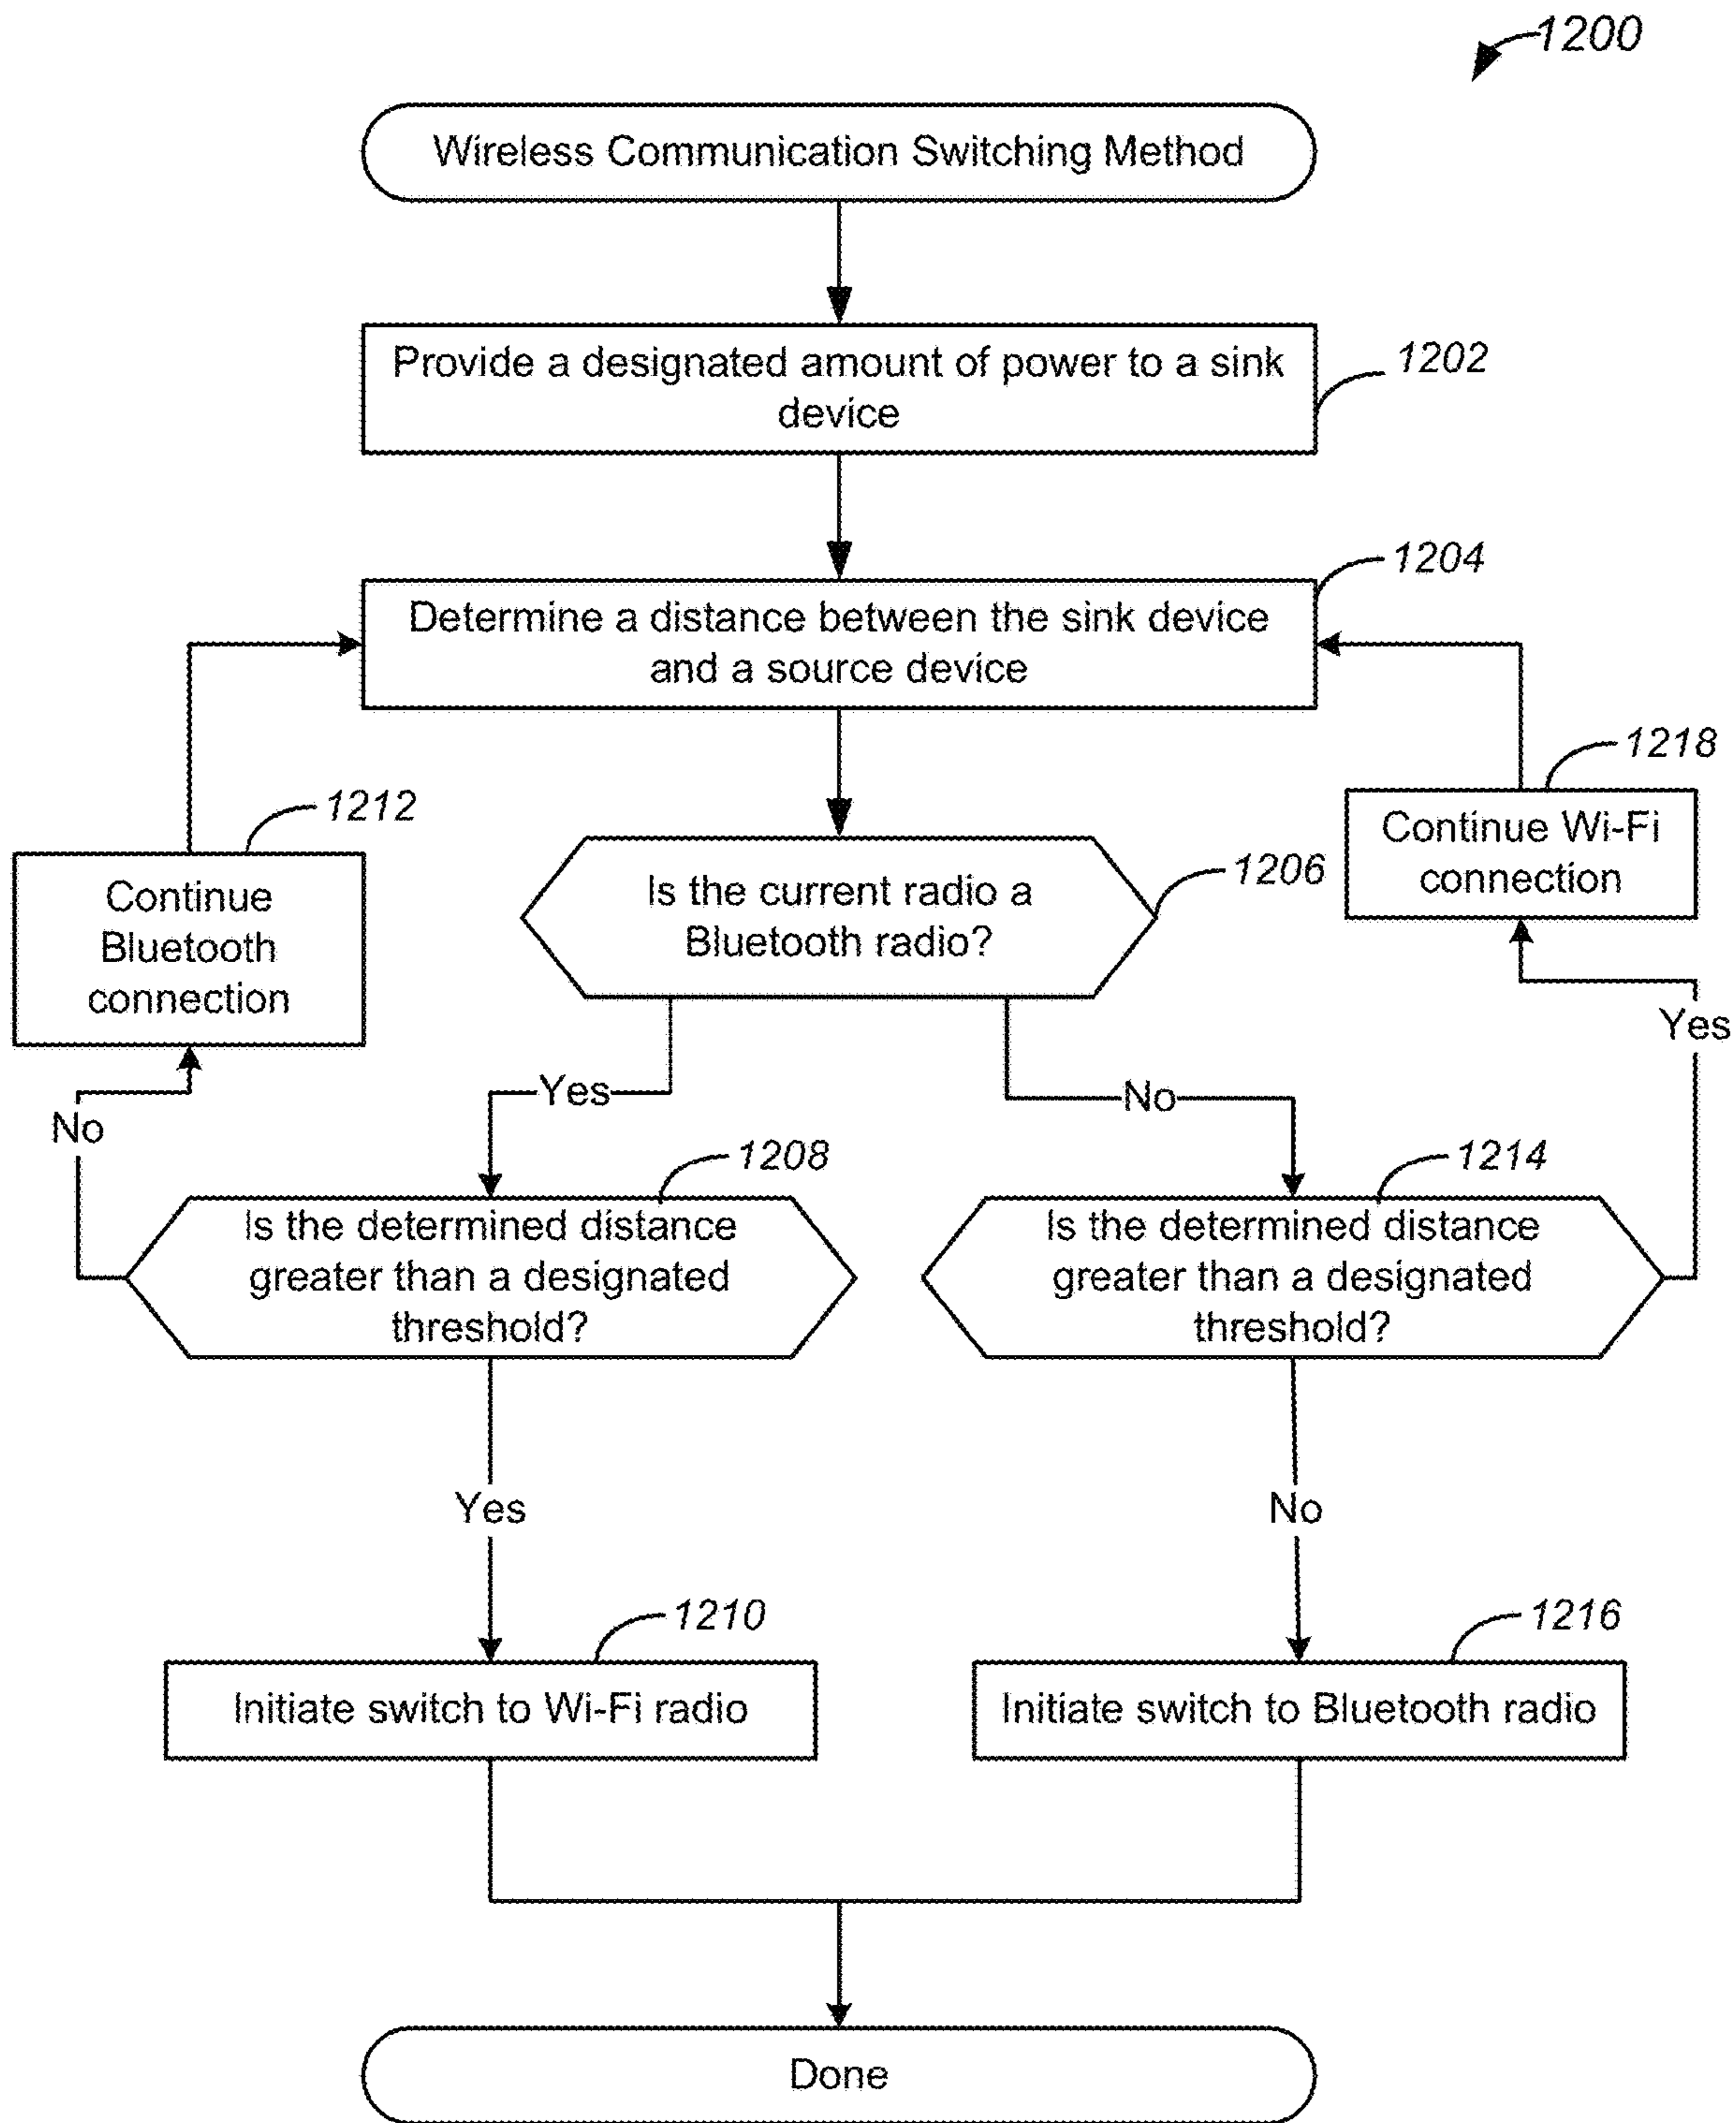 1200
Wireless Communication Switching Method
Provide a designated amount of power to a sink
device
1202
1204
Determine a distance between the sink device
and a source device
1218
Continue Wi-Fi
connection
1212
Continue
Bluetooth
connection
1206
Is the current radio a
Bluetooth radio?
Yes
Yes
No
No
1208
Is the determined distance
greater than a designated
threshold?
1214
Is the determined distance
greater than a designated
threshold?
Yes
No
1210
Initiate switch to Wi-Fi radio
1216
Initiate switch to Bluetooth radio
Done